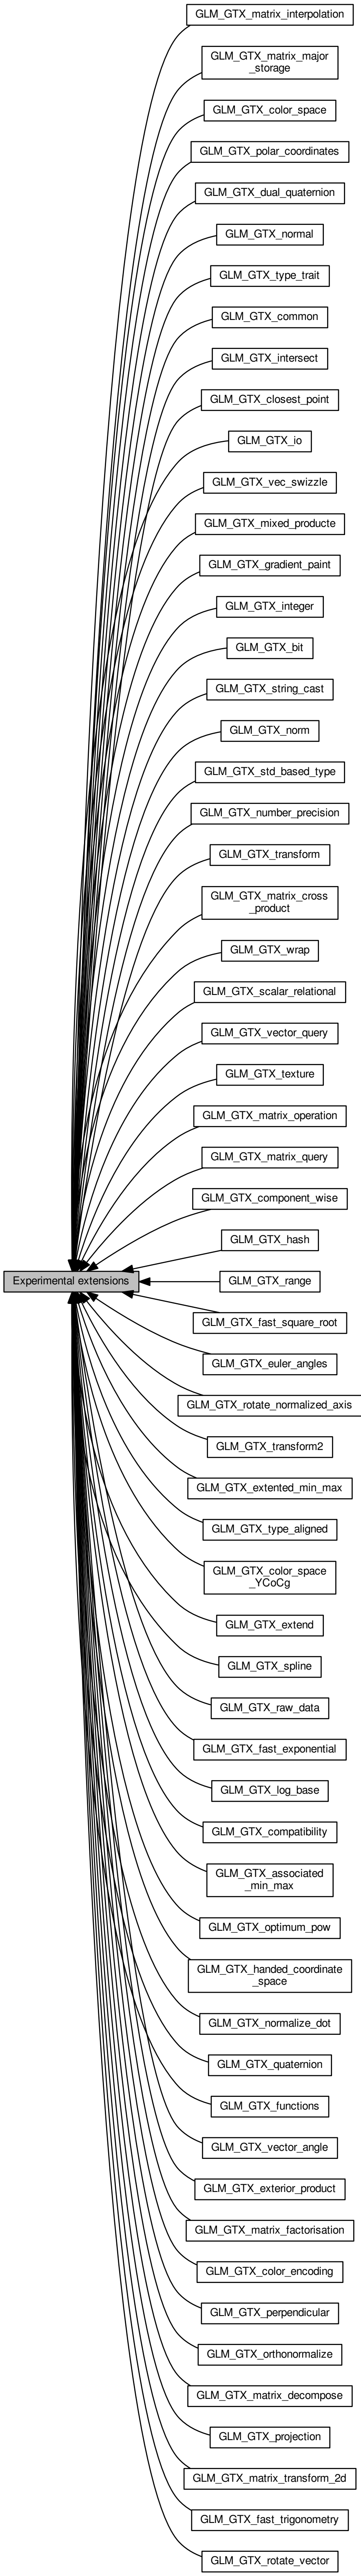 GLM_GTX_matrix_interpolation
GLM_GTX_matrix_major
_storage
GLM_GTX_color_space
GLM_GTX_polar_coordinates
GLM_GTX_dual_quaternion
GLM_GTX_normal
GLM_GTX_type_trait
GLM_GTX_common
GLM_GTX_intersect
GLM_GTX_closest_point
GLM_GTX_io
GLM_GTX_vec_swizzle
GLM_GTX_mixed_producte
GLM_GTX_gradient_paint
GLM_GTX_integer
GLM_GTX_bit
GLM_GTX_string_cast
GLM_GTX_norm
GLM_GTX_std_based_type
GLM_GTX_number_precision
GLM_GTX_transform
GLM_GTX_matrix_cross
_product
GLM_GTX_wrap
GLM_GTX_scalar_relational
GLM_GTX_vector_query
GLM_GTX_texture
GLM_GTX_matrix_operation
GLM_GTX_matrix_query
GLM_GTX_component_wise
GLM_GTX_hash
Experimental extensions
GLM_GTX_range
GLM_GTX_fast_square_root
GLM_GTX_euler_angles
GLM_GTX_rotate_normalized_axis
GLM_GTX_transform2
GLM_GTX_extented_min_max
GLM_GTX_type_aligned
GLM_GTX_color_space
_YCoCg
GLM_GTX_extend
GLM_GTX_spline
GLM_GTX_raw_data
GLM_GTX_fast_exponential
GLM_GTX_log_base
GLM_GTX_compatibility
GLM_GTX_associated
_min_max
GLM_GTX_optimum_pow
GLM_GTX_handed_coordinate
_space
GLM_GTX_normalize_dot
GLM_GTX_quaternion
GLM_GTX_functions
GLM_GTX_vector_angle
GLM_GTX_exterior_product
GLM_GTX_matrix_factorisation
GLM_GTX_color_encoding
GLM_GTX_perpendicular
GLM_GTX_orthonormalize
GLM_GTX_matrix_decompose
GLM_GTX_projection
GLM_GTX_matrix_transform_2d
GLM_GTX_fast_trigonometry
GLM_GTX_rotate_vector